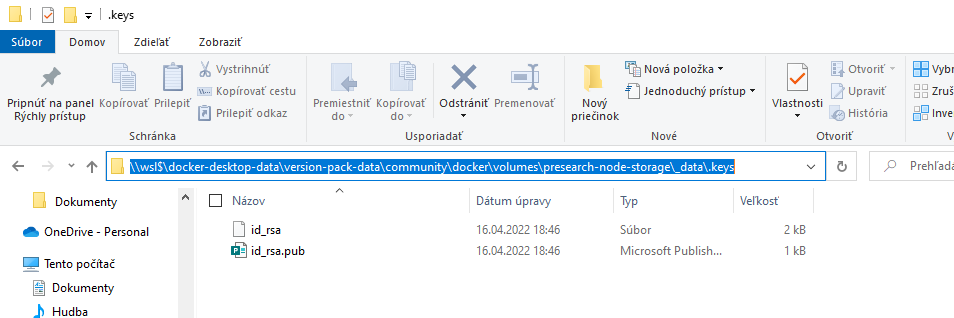 .keys
Súbor Domov Zdieľať Zobraziť
Pripnúť na panel Rýchly prístup
Kopírovať
Prilepiť
Vystrihnúť
Kopírovať cestu
Prilepiť odkaz
Schránka
Premiestniť do
Kopírovať do
Odstrániť
Premenovať
Usporiadať
Nový priečinok
Nová položka
Jednoduchý prístup
Nové
Vlastnosti
Otvoriť
Upraviť
História
Otvoriť
Vybr
Zruš
Inve
V
\\wsl$\docker-desktop-data\version-pack-data\community\docker\volumes\presearch-node-storage\_data\.keys
Prehľada
Dokumenty
OneDrive - Personal
Tento počítač
Dokumenty
Hudba
Názov Dátum úpravy Typ Veľkosť
id_rsa 16.04.2022 18:46 Súbor 2 kB
id_rsa.pub 16.04.2022 18:46 Microsoft Publish... 1 kB